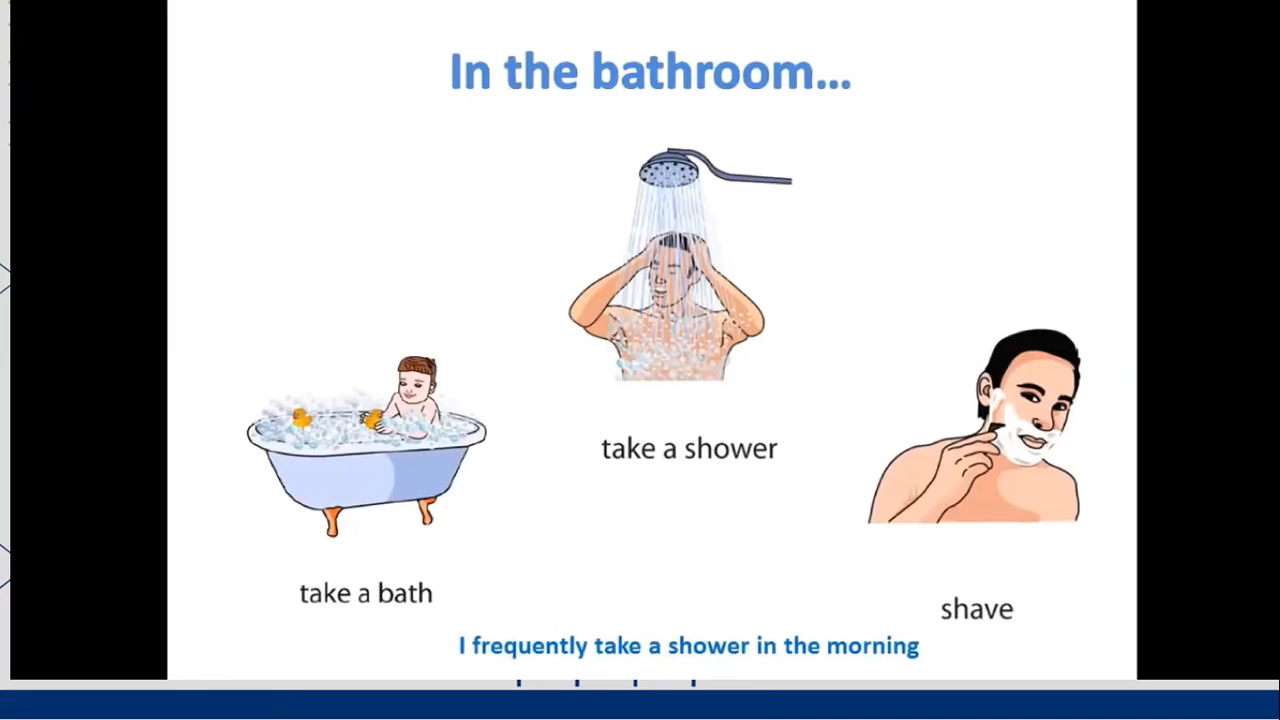 In the bathroom...
take a shower
take a bath
shave
I frequently take a shower in the morning